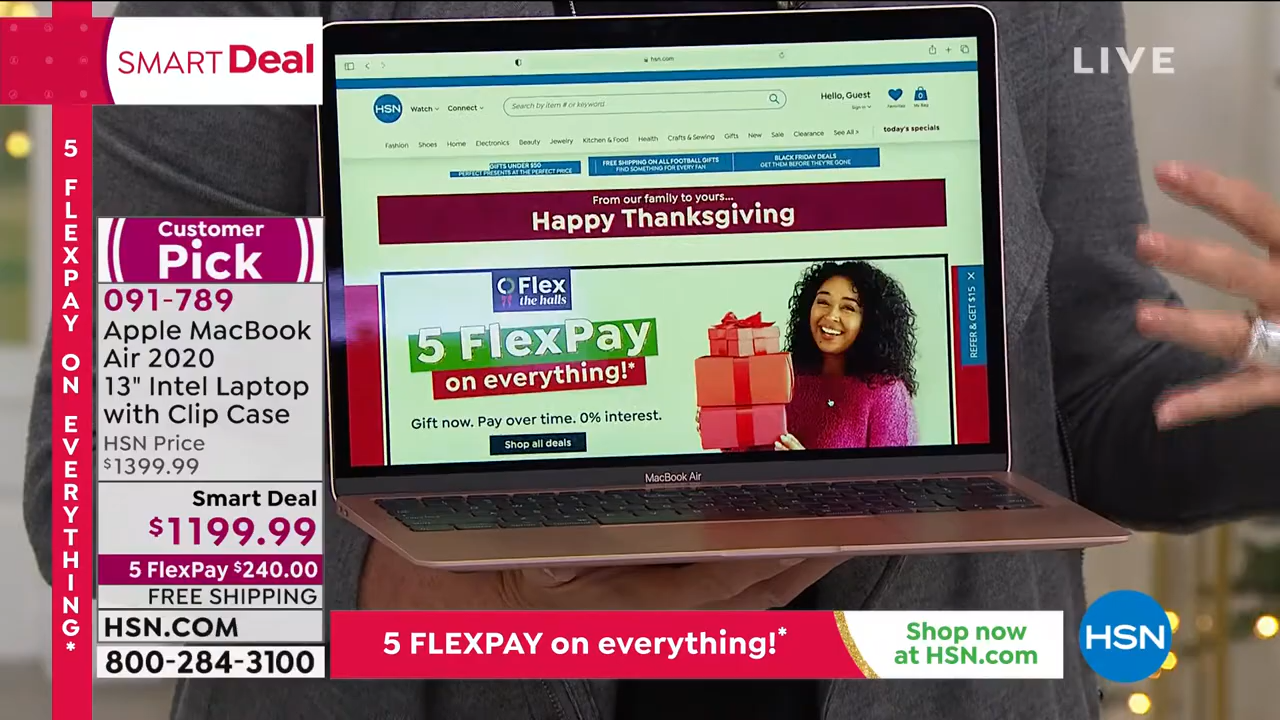 SMART Deal
LIVE
5 FLEXPAY ON EVERYTHING!*
Customer
Pick
091-789
Apple MacBook
Air 2020
13" Intel Laptop
with Clip Case
HSN Price
$1399.99
Smart Deal
$1199.99
5 FlexPay $240.00
FREE SHIPPING
HSN.COM
800-284-3100
hsn.com
HSN
Watch
Connect
Search by item # or keyword
Hello, Guest
Sign in
Favorites
0
My Bag
Fashion Shoes Home Electronics Beauty Jewelry Kitchen & Food Health Crafts & Sewing Gifts New Sale Clearance See All > today's specials
GIFTS UNDER $50
PERFECT PRESENTS AT THE PERFECT PRICE
FREE SHIPPING ON ALL FOOTBALL GIFTS
FIND SOMETHING FOR EVERY FAN
BLACK FRIDAY DEALS
GET THEM BEFORE THEY'RE GONE
From our family to yours...
Happy Thanksgiving
Flex
the halls
5 FlexPay
on everything!*
Gift now. Pay over time. 0% interest.
Shop all deals
REFER & GET $15 X
MacBook Air
5 FLEXPAY on everything!*
Shop now
at HSN.com
HSN